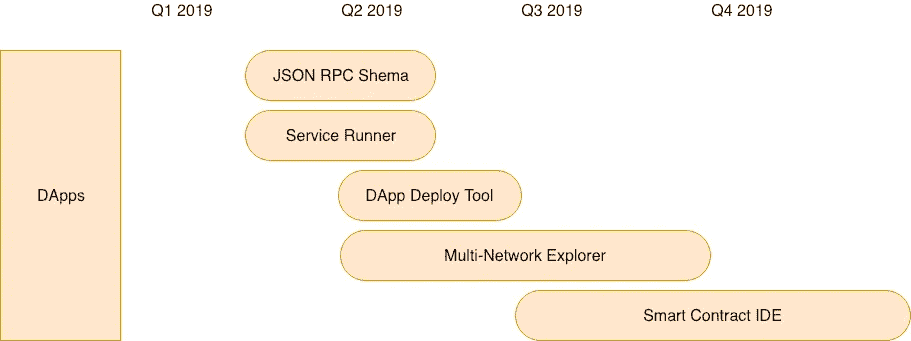 Q1 2019
Q2 2019
Q3 2019
Q4 2019
DApps
JSON RPC Shema
Service Runner
DApp Deploy Tool
Multi-Network Explorer
Smart Contract IDE